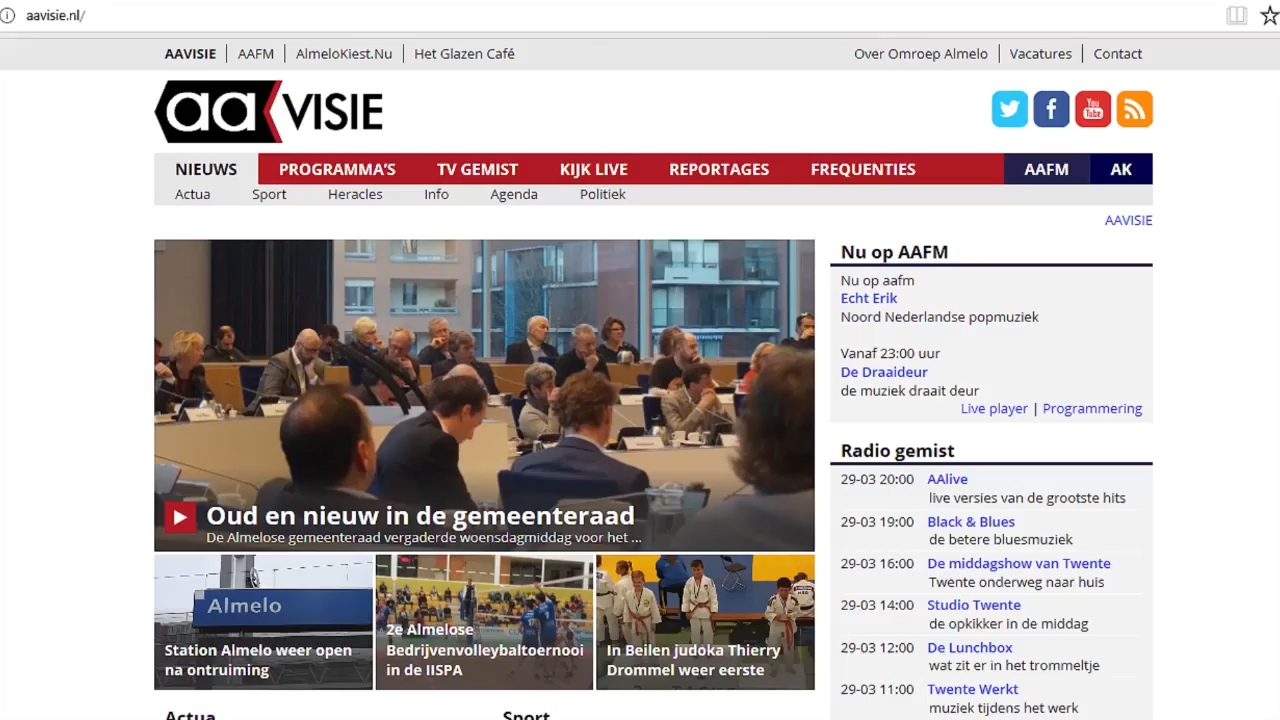 aavisie.nl/
AAVISIE
AAFM
AlmeloKiest.Nu
Het Glazen Café
Over Omroep Almelo
Vacatures
Contact
aa VISIE
You
Tube
NIEUWS
PROGRAMMA'S
TV GEMIST
KIJK LIVE
REPORTAGES
FREQUENTIES
AAFM
AK
Actua
Sport
Heracles
Info
Agenda
Politiek
AAVISIE
Oud en nieuw in de gemeenteraad
De Almelose gemeenteraad vergaderde woensdagmiddag voor het ...
Almelo
Station Almelo weer open
na ontruiming
2e Almelose
Bedrijvenvolleybaltoernooi
in de IISPA
In Beilen judoka Thierry
Drommel weer eerste
Actua
Sport
Nu op AAFM
Nu op aafm
Echt Erik
Noord Nederlandse popmuziek
Vanaf 23:00 uur
De Draaideur
de muziek draait deur
Live player | Programmering
Radio gemist
29-03 20:00 AAlive
live versies van de grootste hits
29-03 19:00 Black & Blues
de betere bluesmuziek
29-03 16:00 De middagshow van Twente
Twente onderweg naar huis
29-03 14:00 Studio Twente
de opkikker in de middag
29-03 12:00 De Lunchbox
wat zit er in het trommeltje
29-03 11:00 Twente Werkt
muziek tijdens het werk